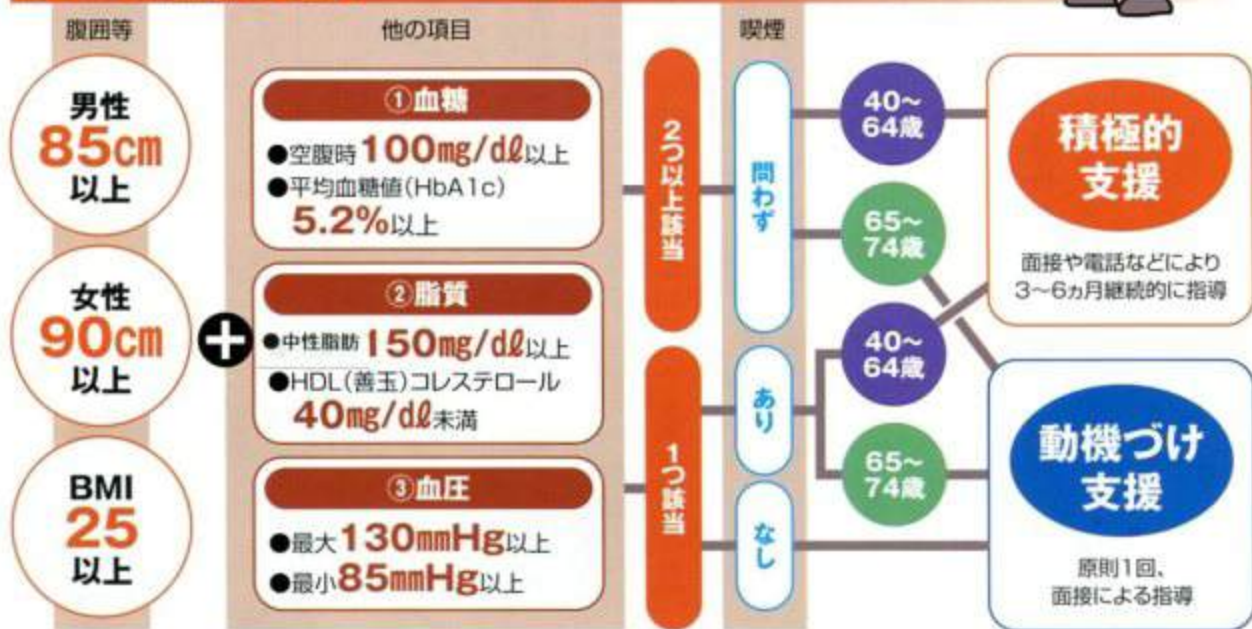 腹囲等
他の項目
喫煙
男性
85cm
以上
女性
90cm
以上
BMI
25
以上
①血糖
●空腹時100mg/dℓ以上
●平均血糖値(HbA1c)
5.2%以上
②脂質
●中性脂肪150mg/dℓ以上
●HDL(善玉)コレステロール
40mg/dℓ未満
③血圧
●最大130mmHg以上
●最小85mmHg以上
2つ以上該当
1つ該当
問わず
あり
なし
40〜
64歳
65〜
74歳
40〜
64歳
65〜
74歳
積極的
支援
面接や電話などにより
3〜6ヵ月継続的に指導
動機づけ
支援
原則1回、
面接による指導